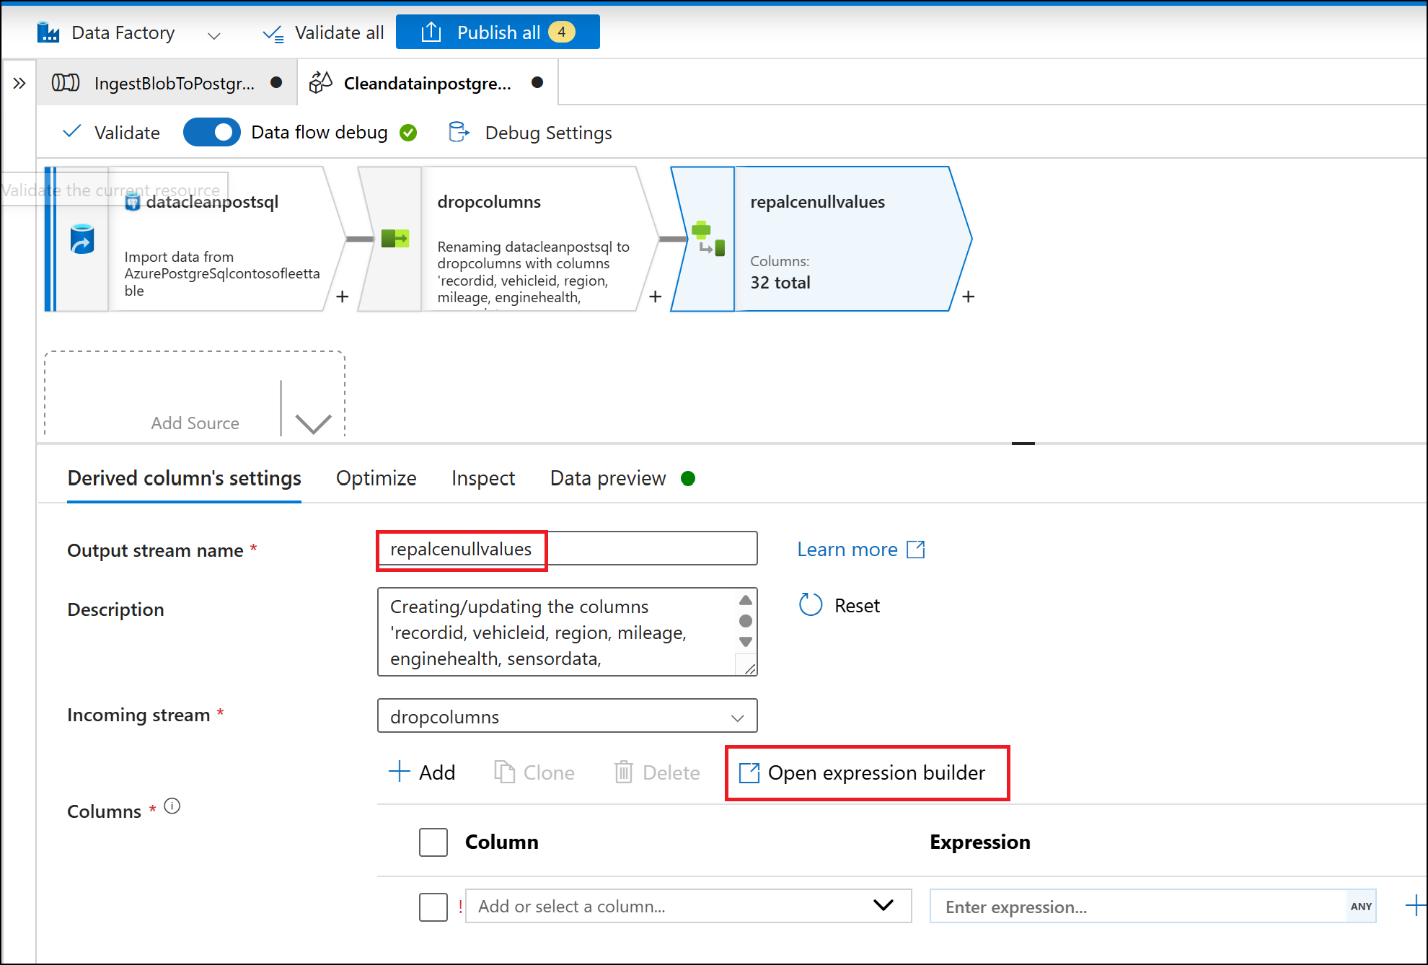 Data Factory
Validate all
Publish all 4
IngestBlobToPostgr...
Cleandatainpostgre...
Validate
Data flow debug
Debug Settings
Validate the current resource
datacleanpostsql
Import data from
AzurePostgreSqlcontosofleetta
ble
+
dropcolumns
Renaming datacleanpostsql to
dropcolumns with columns
'recordid, vehicleid, region,
mileage, enginehealth,
+
repalcenullvalues
Columns:
32 total
+
Add Source
Derived column's settings
Optimize
Inspect
Data preview
Output stream name *
repalcenullvalues
Learn more
Description
Creating/updating the columns
'recordid, vehicleid, region, mileage,
enginehealth, sensordata,
Reset
Incoming stream *
dropcolumns
Add
Clone
Delete
Open expression builder
Columns *
Column
Expression
! Add or select a column...
Enter expression...
ANY